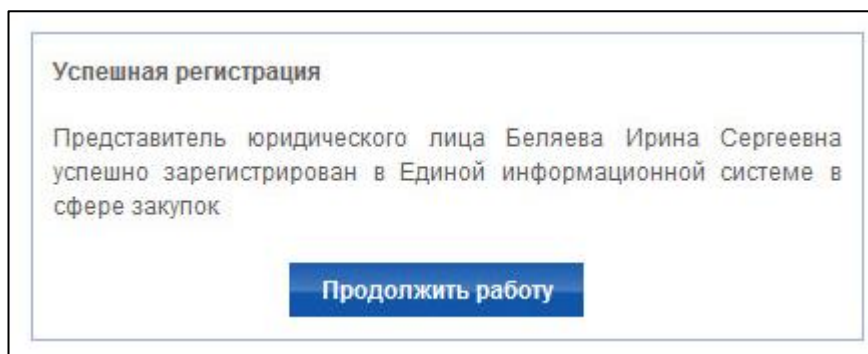 Успешная регистрация
Представитель юридического лица Беляева Ирина Сергеевна
успешно зарегистрирован в Единой информационной системе в
сфере закупок
Продолжить работу